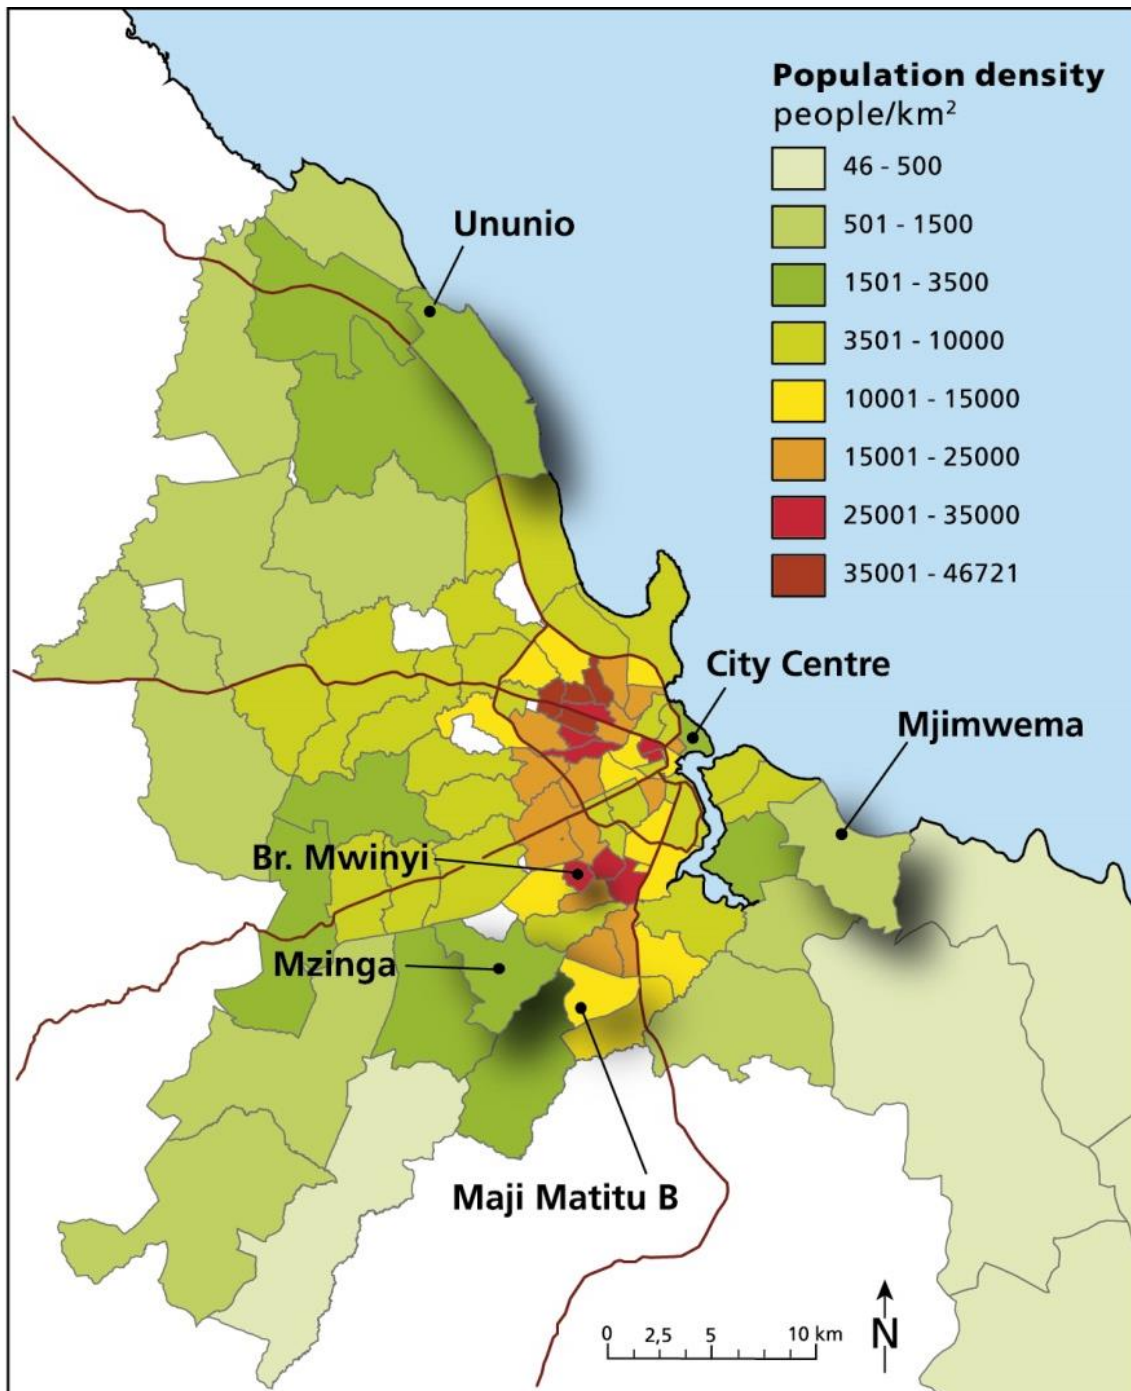 Population density
people/km²
46 - 500
501 - 1500
1501 - 3500
3501 - 10000
10001 - 15000
15001 - 25000
25001 - 35000
35001 - 46721
Ununio
City Centre
Mjimwema
Br. Mwinyi
Mzinga
Maji Matitu B
0 2,5 5 10 km
N